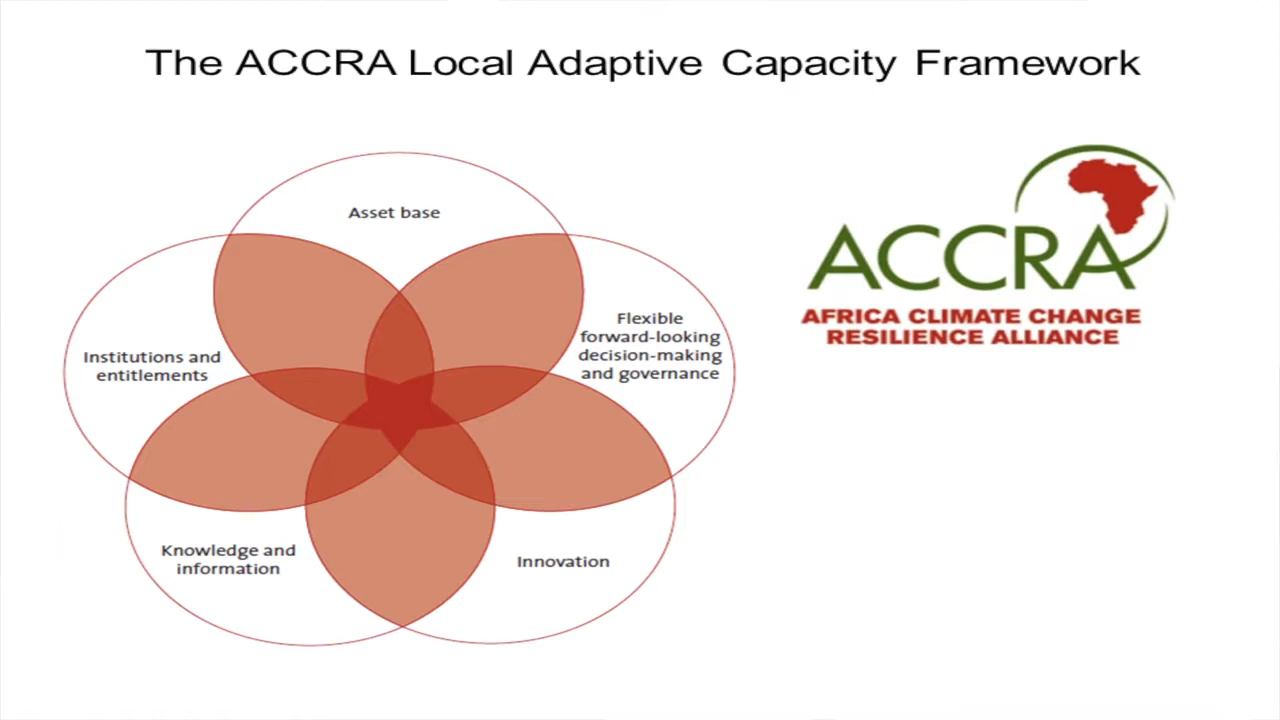 The ACCRA Local Adaptive Capacity Framework
Asset base
Flexible
forward-looking
decision-making
and governance
Institutions and
entitlements
Knowledge and
information
Innovation
ACCRA
AFRICA CLIMATE CHANGE
RESILIENCE ALLIANCE